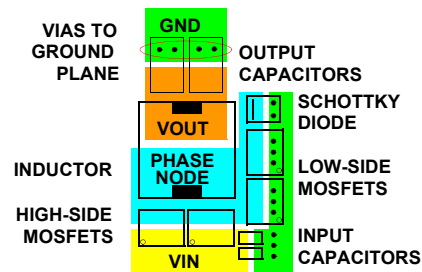 VIAS TO
GROUND
PLANE
GND
OUTPUT
CAPACITORS
SCHOTTKY
DIODE
VOUT
INDUCTOR
PHASE
NODE
LOW-SIDE
MOSFETS
HIGH-SIDE
MOSFETS
VIN
INPUT
CAPACITORS